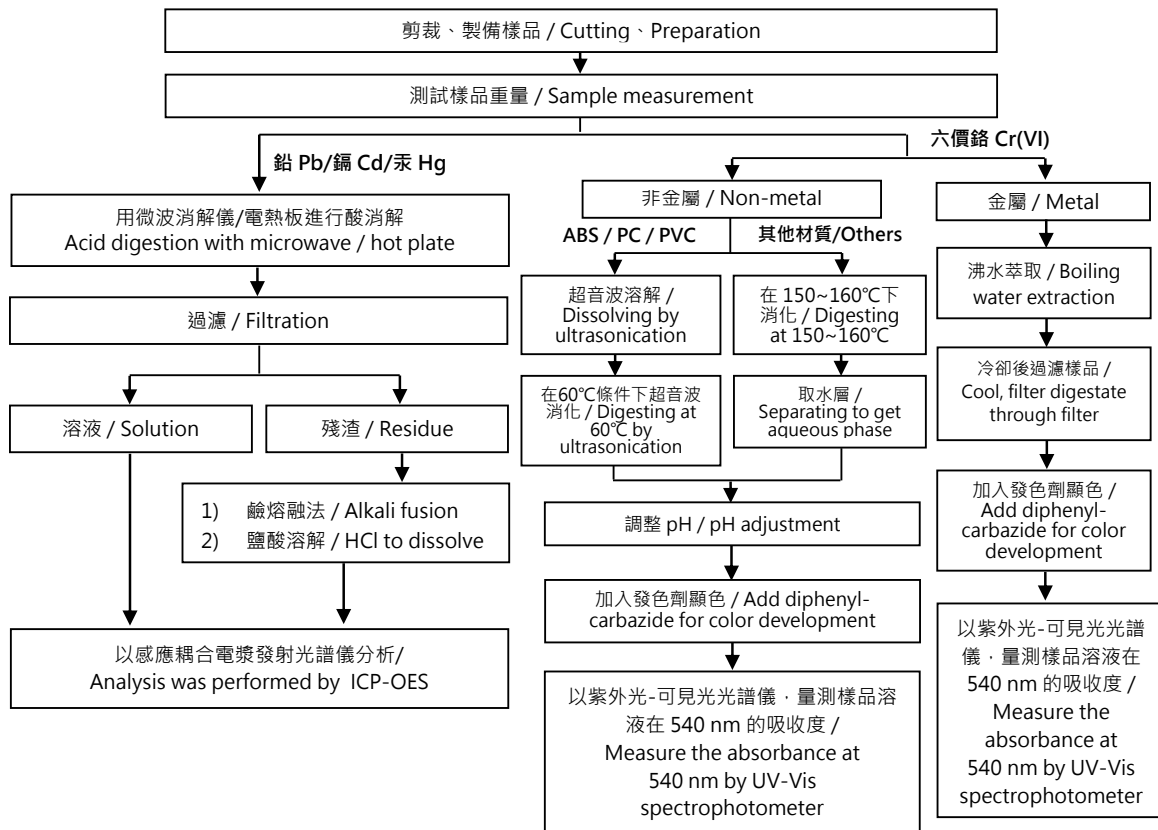 剪裁、製備樣品 / Cutting、Preparation
測試樣品重量 / Sample measurement
鉛 Pb/鎘 Cd/汞 Hg
六價鉻 Cr(VI)
用微波消解儀/電熱板進行酸消解
Acid digestion with microwave / hot plate
過濾 / Filtration
溶液 / Solution
殘渣 / Residue
1) 鹼熔融法 / Alkali fusion
2) 鹽酸溶解 / HCl to dissolve
以感應耦合電漿發射光譜儀分析/
Analysis was performed by ICP-OES
非金屬 / Non-metal
ABS / PC / PVC
其他材質/Others
超音波溶解 /
Dissolving by
ultrasonication
在 150~160℃下
消化 / Digesting
at 150~160℃
在60℃條件下超音波
消化 / Digesting at
60℃ by
ultrasonication
取水層 /
Separating to get
aqueous phase
調整 pH / pH adjustment
加入發色劑顯色 / Add diphenyl-
carbazide for color development
以紫外光-可見光光譜儀，量測樣品溶
液在 540 nm 的吸收度 /
Measure the absorbance at
540 nm by UV-Vis
spectrophotometer
金屬 / Metal
沸水萃取 / Boiling
water extraction
冷卻後過濾樣品 /
Cool, filter digestate
through filter
加入發色劑顯色 /
Add diphenyl-
carbazide for color
development
以紫外光-可見光光譜
儀，量測樣品溶液在
540 nm 的吸收度 /
Measure the
absorbance at
540 nm by UV-Vis
spectrophotometer